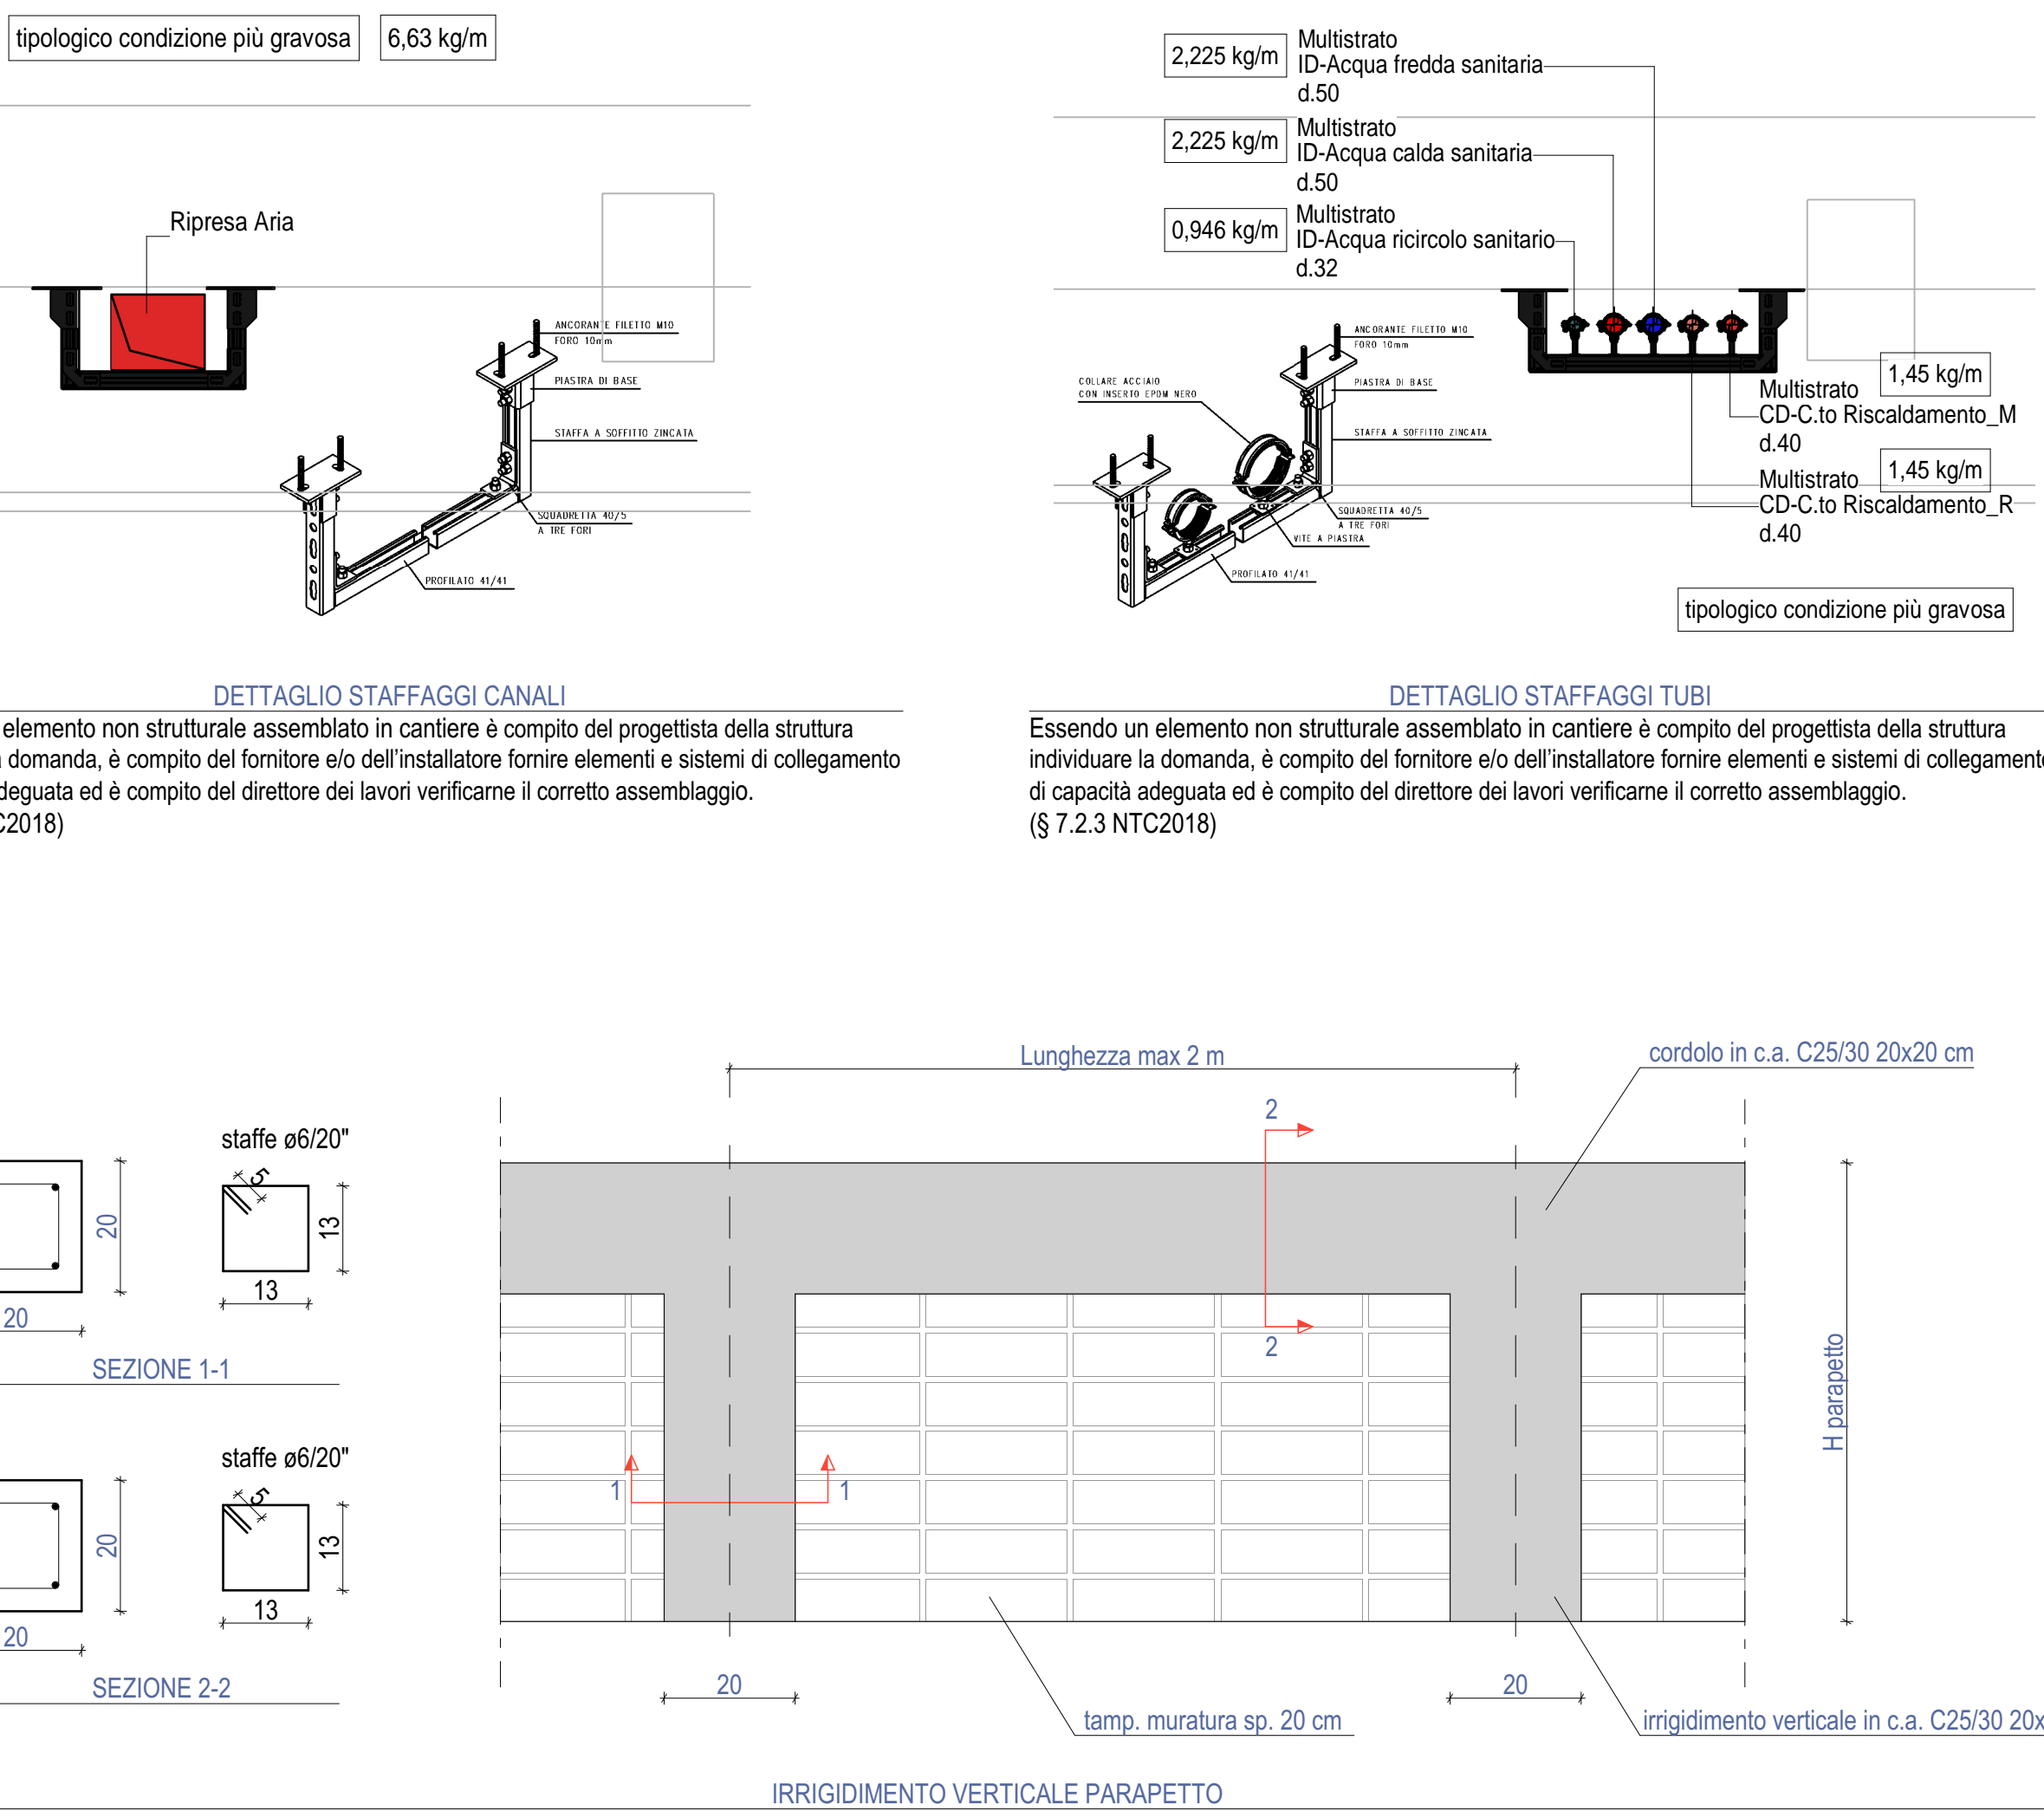 tipologico condizione più gravosa
6,63 kg/m
Ripresa Aria
ANCORANTE FILETTO M10
FORO 10mm
PIASTRA DI BASE
STAFFA A SOFFITTO ZINCATA
SQUADRETTA 40/5
A TRE FORI
PROFILATO 41/41
DETTAGLIO STAFFAGGI CANALI
elemento non strutturale assemblato in cantiere è compito del progettista della struttura
domanda, è compito del fornitore e/o dell'installatore fornire elementi e sistemi di collegamento
deguata ed è compito del direttore dei lavori verificarne il corretto assemblaggio.
C2018)
2,225 kg/m
Multistrato
ID-Acqua fredda sanitaria
d.50
2,225 kg/m
Multistrato
ID-Acqua calda sanitaria
d.50
0,946 kg/m
Multistrato
ID-Acqua ricircolo sanitario
d.32
ANCORANTE FILETTO M10
FORO 10mm
COLLARE ACCIAIO
CON INSERTO EPDM NERO
PIASTRA DI BASE
STAFFA A SOFFITTO ZINCATA
SQUADRETTA 40/5
A TRE FORI
VITE A PIASTRA
PROFILATO 41/41
1,45 kg/m
Multistrato
CD-C.to Riscaldamento_M
d.40
1,45 kg/m
Multistrato
CD-C.to Riscaldamento_R
d.40
tipologico condizione più gravosa
DETTAGLIO STAFFAGGI TUBI
Essendo un elemento non strutturale assemblato in cantiere è compito del progettista della struttura
individuare la domanda, è compito del fornitore e/o dell'installatore fornire elementi e sistemi di collegamento
di capacità adeguata ed è compito del direttore dei lavori verificarne il corretto assemblaggio.
(§ 7.2.3 NTC2018)
staffe ø6/20"
5
20
13
13
20
SEZIONE 1-1
staffe ø6/20"
5
20
13
13
20
SEZIONE 2-2
Lunghezza max 2 m
cordolo in c.a. C25/30 20x20 cm
2
2
1
1
H parapetto
20
20
tamp. muratura sp. 20 cm
irrigidimento verticale in c.a. C25/30 20x
IRRIGIDIMENTO VERTICALE PARAPETTO